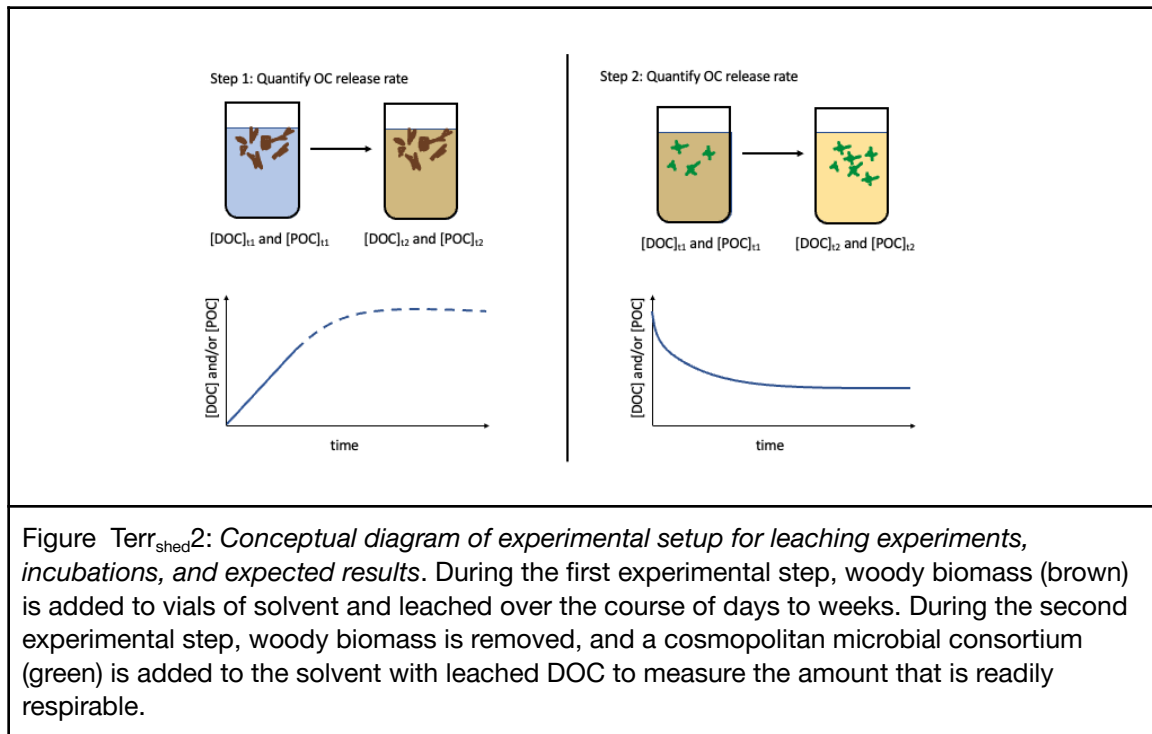 Step 1: Quantify OC release rate
[DOC]t1 and [POC]t1
[DOC]t2 and [POC]t2
[DOC] and/or [POC]
time
Step 2: Quantify OC release rate
[DOC]t1 and [POC]t1
[DOC]t2 and [POC]t2
[DOC] and/or [POC]
time
Figure Terrshed2: Conceptual diagram of experimental setup for leaching experiments,
incubations, and expected results. During the first experimental step, woody biomass (brown)
is added to vials of solvent and leached over the course of days to weeks. During the second
experimental step, woody biomass is removed, and a cosmopolitan microbial consortium
(green) is added to the solvent with leached DOC to measure the amount that is readily
respirable.